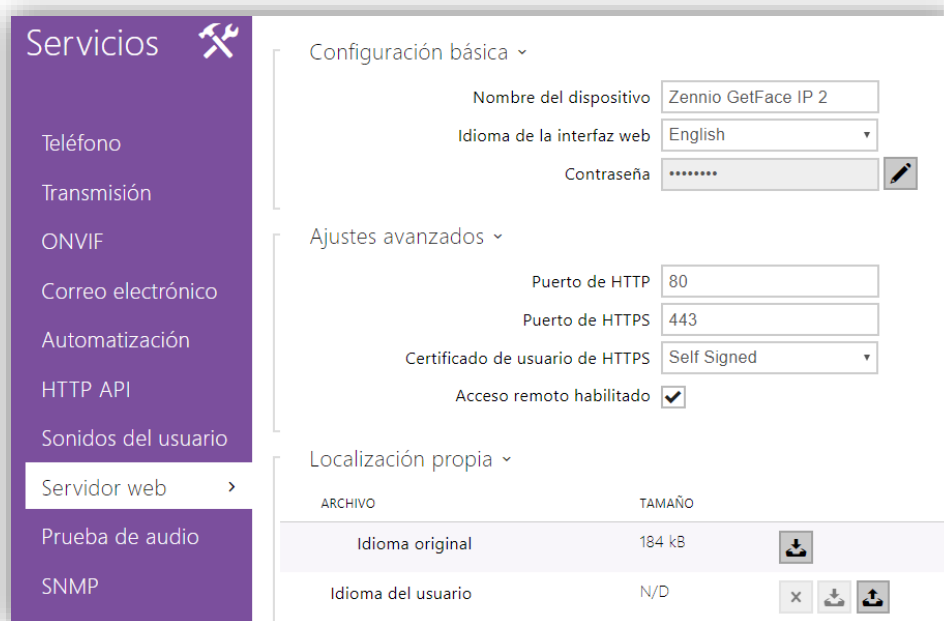 Servicios
Teléfono
Transmisión
ONVIF
Correo electrónico
Automatización
HTTP API
Sonidos del usuario
Servidor web
Prueba de audio
SNMP
Configuración básica
Nombre del dispositivo Zennio GetFace IP 2
Idioma de la interfaz web English
Contraseña ••••••••
Ajustes avanzados
Puerto de HTTP 80
Puerto de HTTPS 443
Certificado de usuario de HTTPS Self Signed
Acceso remoto habilitado
Localización propia
ARCHIVO TAMAÑO
Idioma original 184 kB
Idioma del usuario N/D